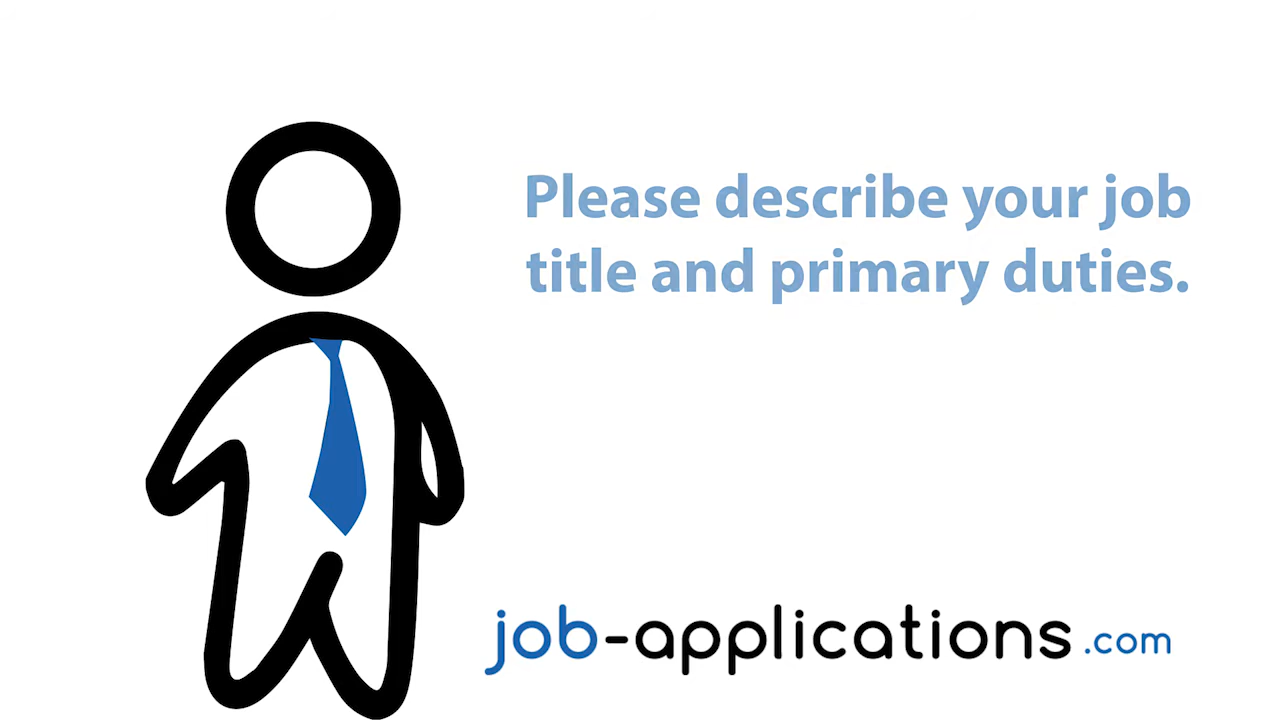 Please describe your job
title and primary duties.
job-applications.com